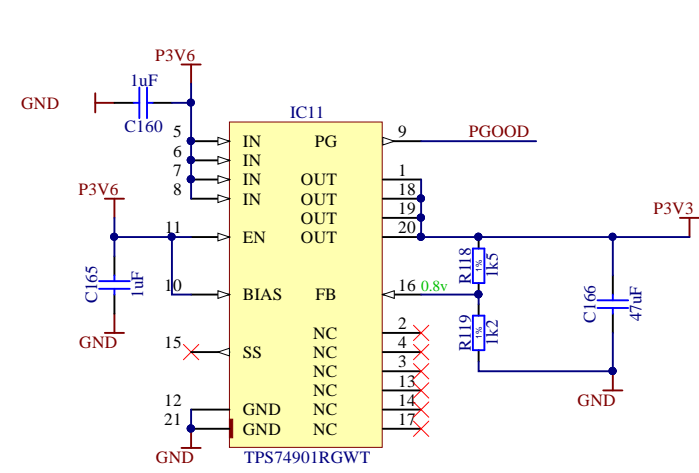 P3V6
1uF
GND
C160
IC11
5 IN PG 9 PGOOD
6 IN
7 IN OUT 1
8 IN OUT 18
OUT 19
P3V6
P3V3
11 EN OUT 20
R118 1% 1k5
C165 1uF
10 BIAS FB 16 0.8v
C166 47uF
R119 1% 1k2
GND
NC 2
15 SS NC 4
NC 3
NC 13
GND
12 GND NC 14
21 GND NC 17
GND
TPS74901RGWT